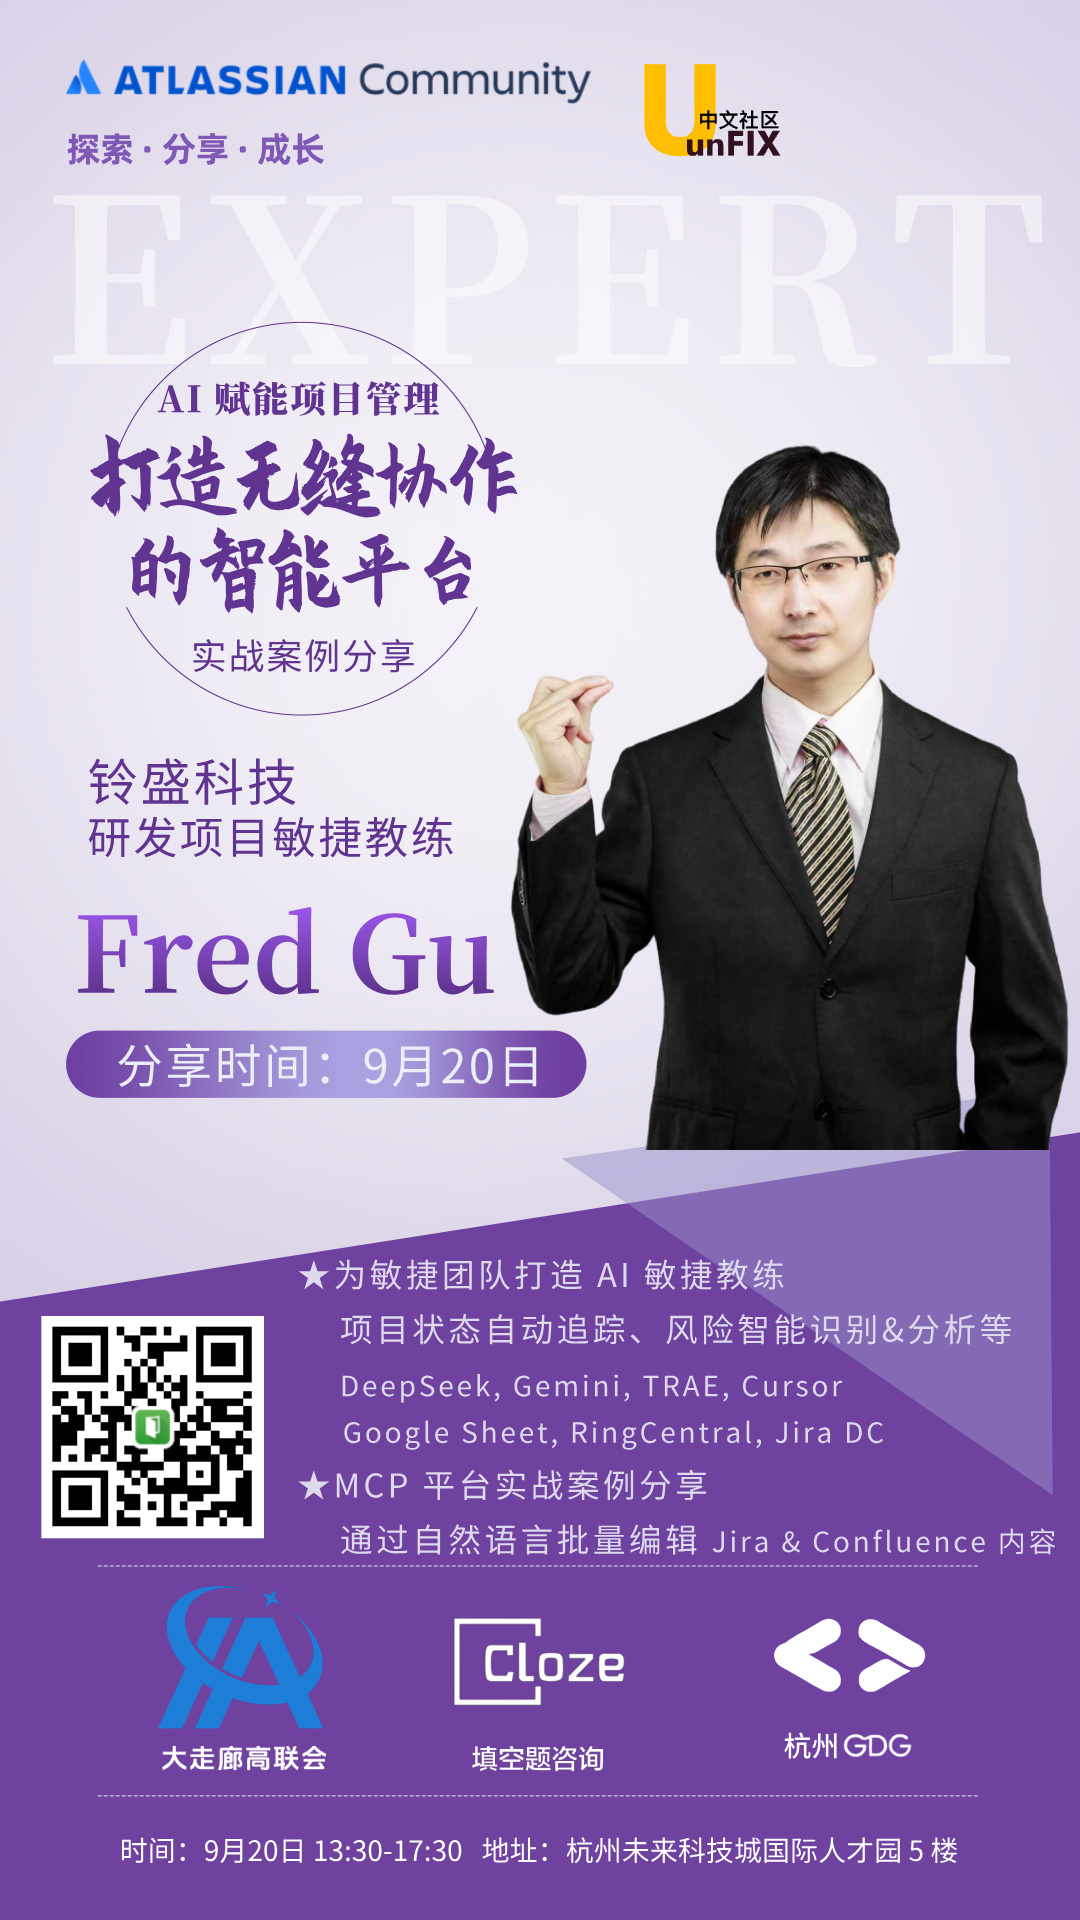 ATLASSIAN Community
中文社区
unFIX
探索 · 分享 · 成长
EXPERT
AI 赋能项目管理
打造无缝协作
的智能平台
实战案例分享
铃盛科技
研发项目敏捷教练
Fred Gu
分享时间：9月20日
★为敏捷团队打造 AI 敏捷教练
项目状态自动追踪、风险智能识别&分析等
DeepSeek, Gemini, TRAE, Cursor
Google Sheet, RingCentral, Jira DC
★MCP 平台实战案例分享
通过自然语言批量编辑 Jira & Confluence 内容
Cloze
大走廊高联会
填空题咨询
杭州 GDG
时间：9月20日 13:30-17:30 地址：杭州未来科技城国际人才园 5 楼